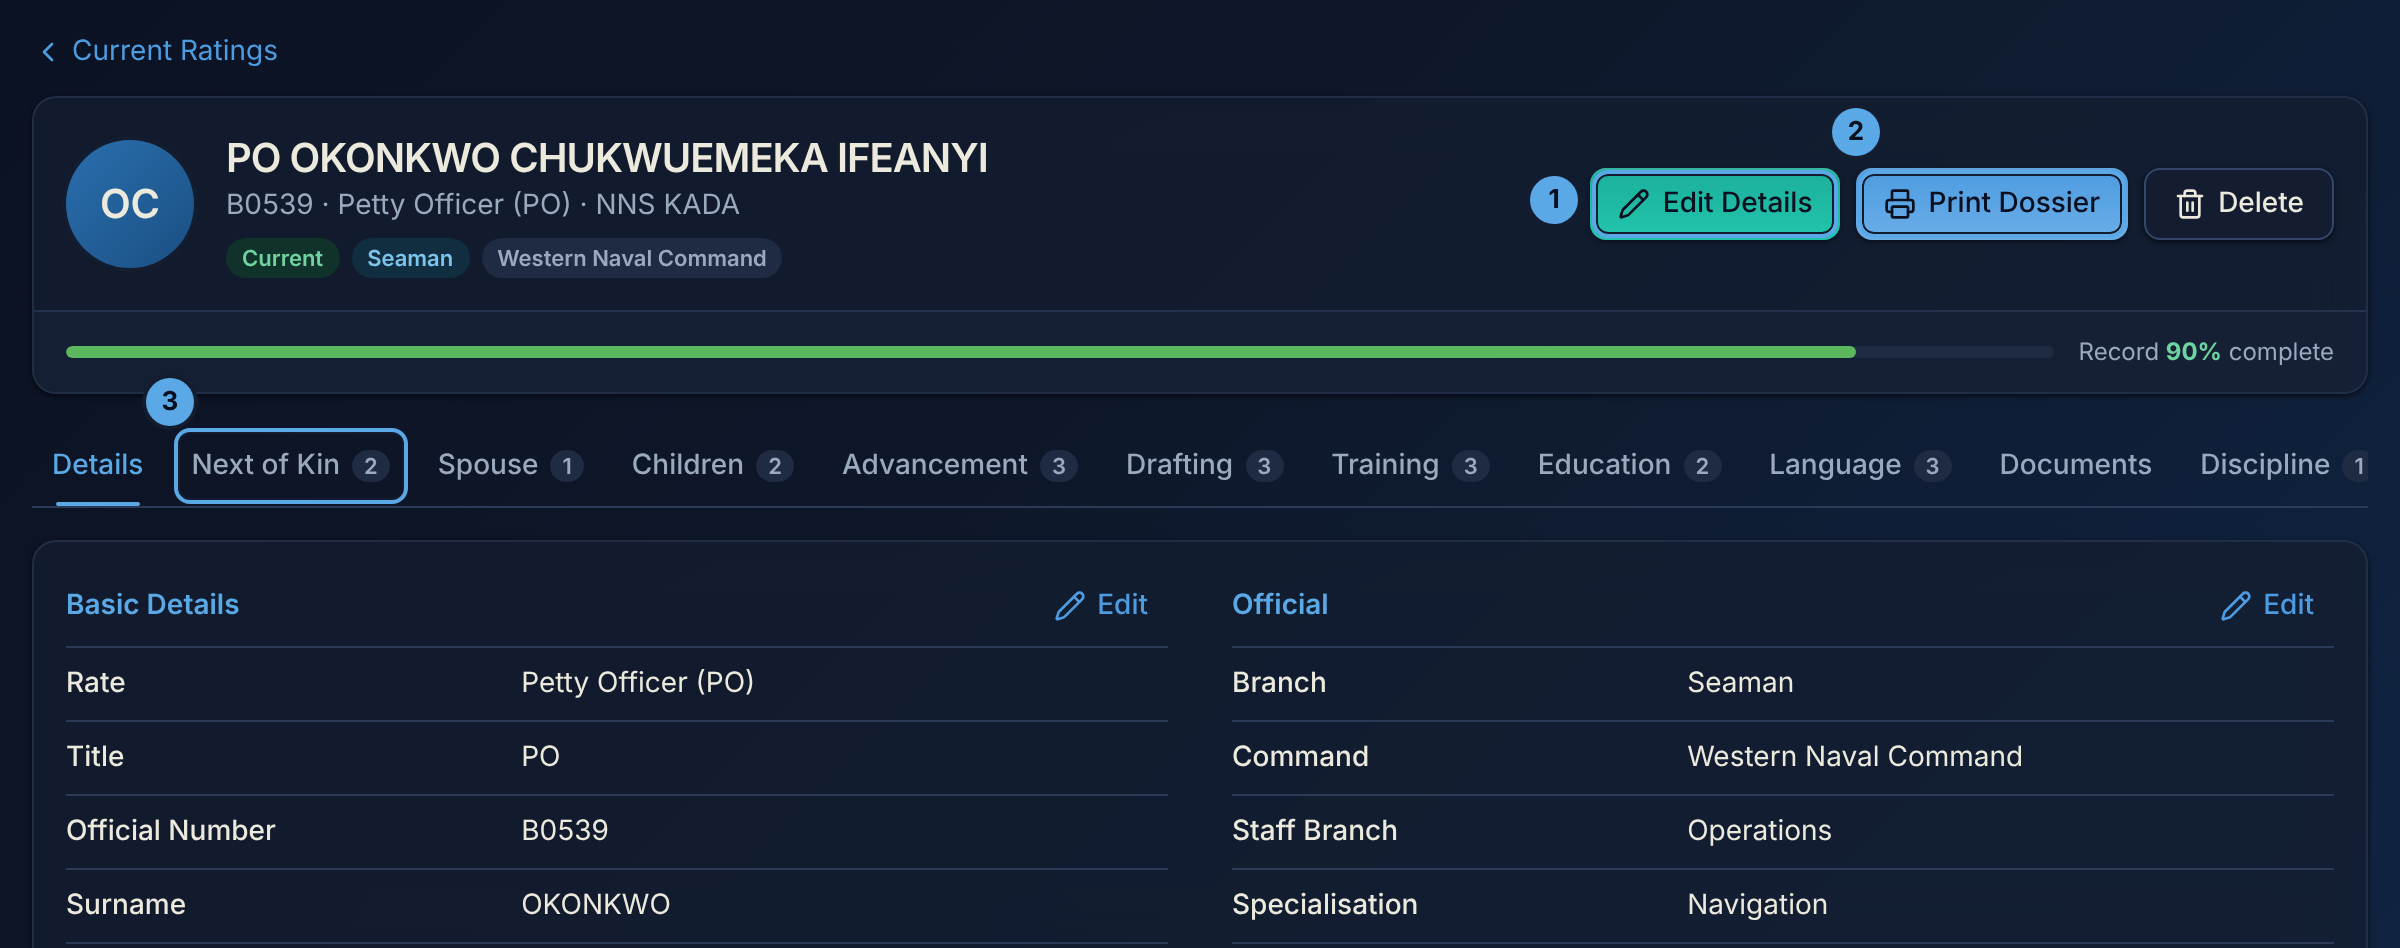 Current Ratings
OC
PO OKONKWO CHUKWUEMEKA IFEANYI
B0539 · Petty Officer (PO) · NNS KADA
Current Seaman Western Naval Command
1 Edit Details 2 Print Dossier Delete
Record 90% complete
3
Details Next of Kin 2 Spouse 1 Children 2 Advancement 3 Drafting 3 Training 3 Education 2 Language 3 Documents Discipline 1
Basic Details Edit
Rate Petty Officer (PO)
Title PO
Official Number B0539
Surname OKONKWO
Official Edit
Branch Seaman
Command Western Naval Command
Staff Branch Operations
Specialisation Navigation